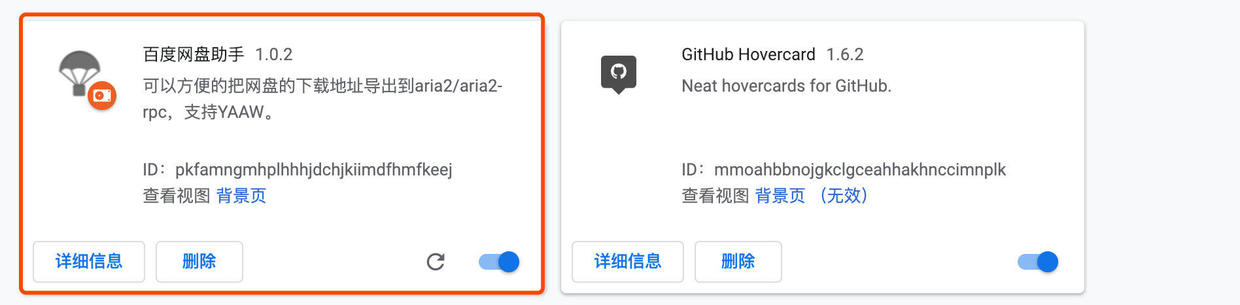 百度网盘助手 1.0.2
可以方便的把网盘的下载地址导出到aria2/aria2-
rpc，支持YAAW。
ID：pkfamngmhplhhhjdchjkiimdfhmfkeej
查看视图 背景页
详细信息 删除
GitHub Hovercard 1.6.2
Neat hovercards for GitHub.
ID：mmoahbbnojgkclgceahhakhnccimnplk
查看视图 背景页 （无效）
详细信息 删除